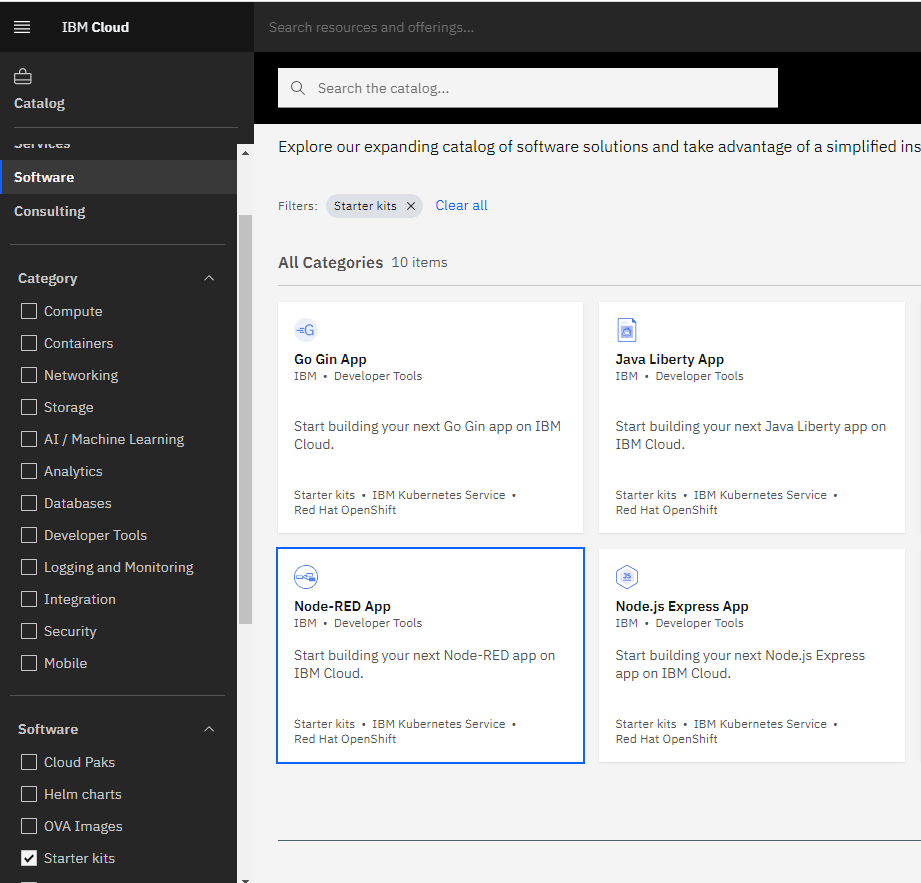 IBM Cloud
Search resources and offerings...
Catalog
Services
Software
Consulting
Category
Compute
Containers
Networking
Storage
AI / Machine Learning
Analytics
Databases
Developer Tools
Logging and Monitoring
Integration
Security
Mobile
Software
Cloud Paks
Helm charts
OVA Images
Starter kits
Search the catalog...
Explore our expanding catalog of software solutions and take advantage of a simplified ins
Filters: Starter kits Clear all
All Categories 10 items
G
Go Gin App
IBM • Developer Tools
Start building your next Go Gin app on IBM
Cloud.
Starter kits • IBM Kubernetes Service •
Red Hat OpenShift
Java Liberty App
IBM • Developer Tools
Start building your next Java Liberty app on
IBM Cloud.
Starter kits • IBM Kubernetes Service •
Red Hat OpenShift
Node-RED App
IBM • Developer Tools
Start building your next Node-RED app on
IBM Cloud.
Starter kits • IBM Kubernetes Service •
Red Hat OpenShift
JS
Node.js Express App
IBM • Developer Tools
Start building your next Node.js Express
app on IBM Cloud.
Starter kits • IBM Kubernetes Service •
Red Hat OpenShift